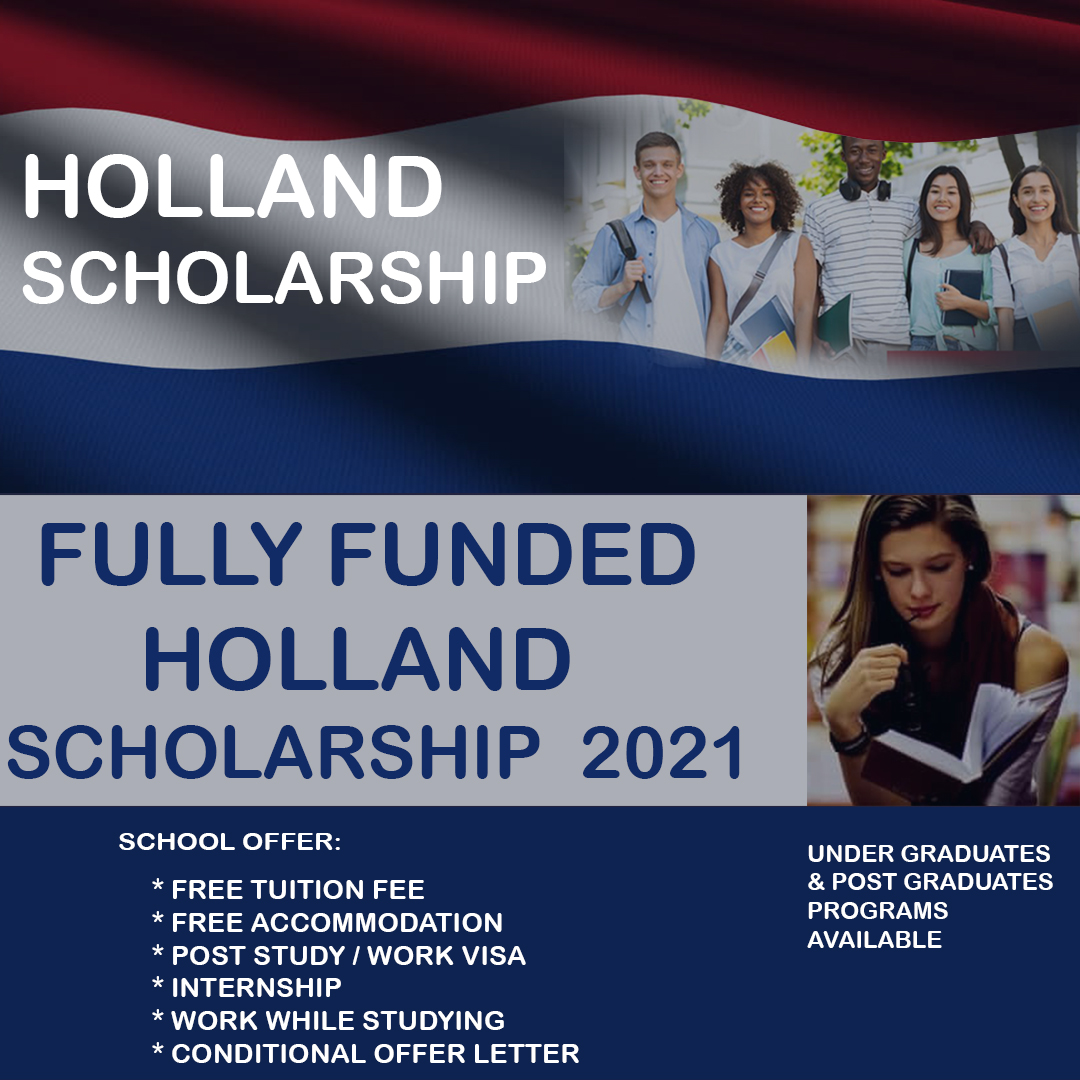 HOLLAND
SCHOLARSHIP
FULLY FUNDED
HOLLAND
SCHOLARSHIP 2021
SCHOOL OFFER:
* FREE TUITION FEE
* FREE ACCOMMODATION
* POST STUDY / WORK VISA
* INTERNSHIP
* WORK WHILE STUDYING
* CONDITIONAL OFFER LETTER
UNDER GRADUATES
& POST GRADUATES
PROGRAMS
AVAILABLE